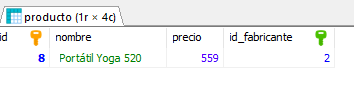 producto (1r × 4c)
id nombre precio id_fabricante
8 Portátil Yoga 520 559 2